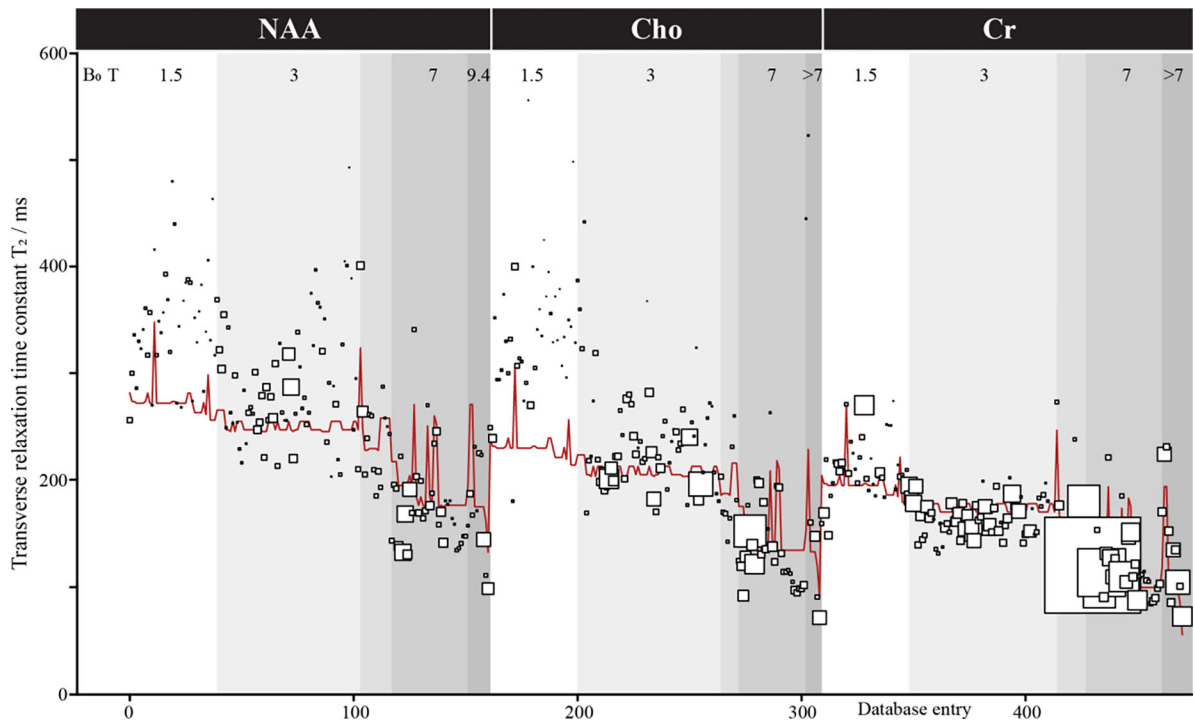 NAA Cho Cr
600
B₀ T 1.5 3 7 9.4 1.5 3 7 >7 1.5 3 7 >7
400
200
0
Transverse relaxation time constant T₂ / ms
0 100 200 300 400
Database entry